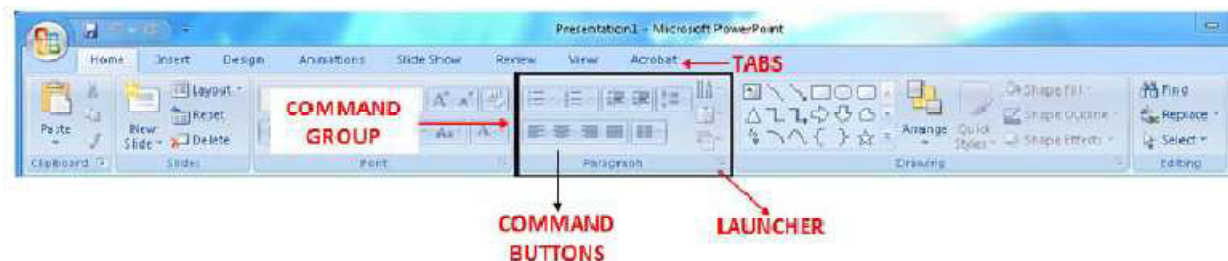 Presentation1 - Microsoft PowerPoint
Home Insert Design Animations Slide Show Review View Acrobat TABS
Layout
Reset
Delete
Paste
New
Slide
COMMAND
GROUP
Arrange
Quick
Styles
Shape Fill
Shape Outline
Shape Effects
Find
Replace
Select
Clipboard Slides Font Paragraph Drawing Editing
COMMAND
BUTTONS
LAUNCHER